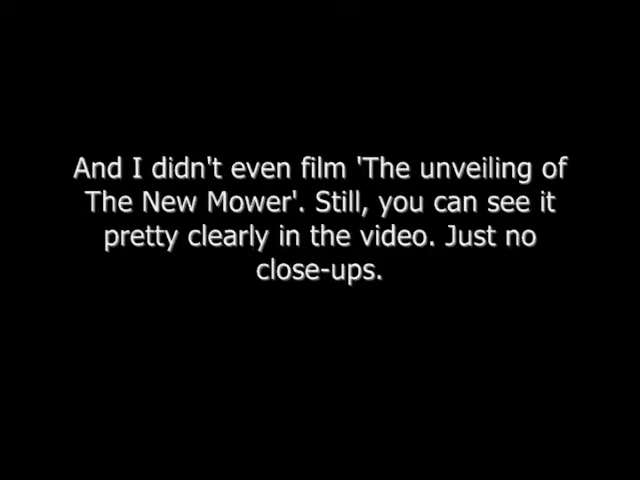 And I didn't even film 'The unveiling of
The New Mower'. Still, you can see it
pretty clearly in the video. Just no
close-ups.